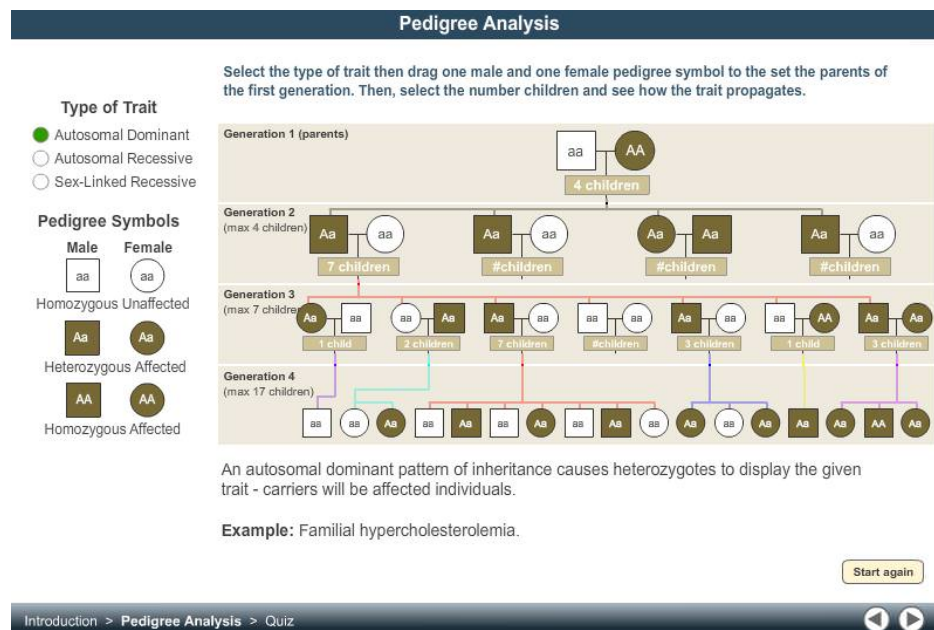 Pedigree Analysis
Select the type of trait then drag one male and one female pedigree symbol to the set the parents of
the first generation. Then, select the number children and see how the trait propagates.
Type of Trait
Autosomal Dominant
Autosomal Recessive
Sex-Linked Recessive
Pedigree Symbols
Male Female
aa aa
Homozygous Unaffected
Aa Aa
Heterozygous Affected
AA AA
Homozygous Affected
Generation 1 (parents)
aa AA
4 children
Generation 2
(max 4 children)
Aa aa Aa aa Aa Aa Aa aa
7 children #children #children #children
Generation 3
(max 7 childre
Aa aa aa Aa Aa aa aa aa Aa aa aa AA Aa Aa
1 child 2 children 7 children #children 3 children 1 child 3 children
Generation 4
(max 17 children)
aa aa Aa aa Aa aa Aa aa Aa aa Aa aa Aa Aa Aa AA Aa
An autosomal dominant pattern of inheritance causes heterozygotes to display the given
trait - carriers will be affected individuals.
Example: Familial hypercholesterolemia.
Start again
Introduction > Pedigree Analysis > Quiz